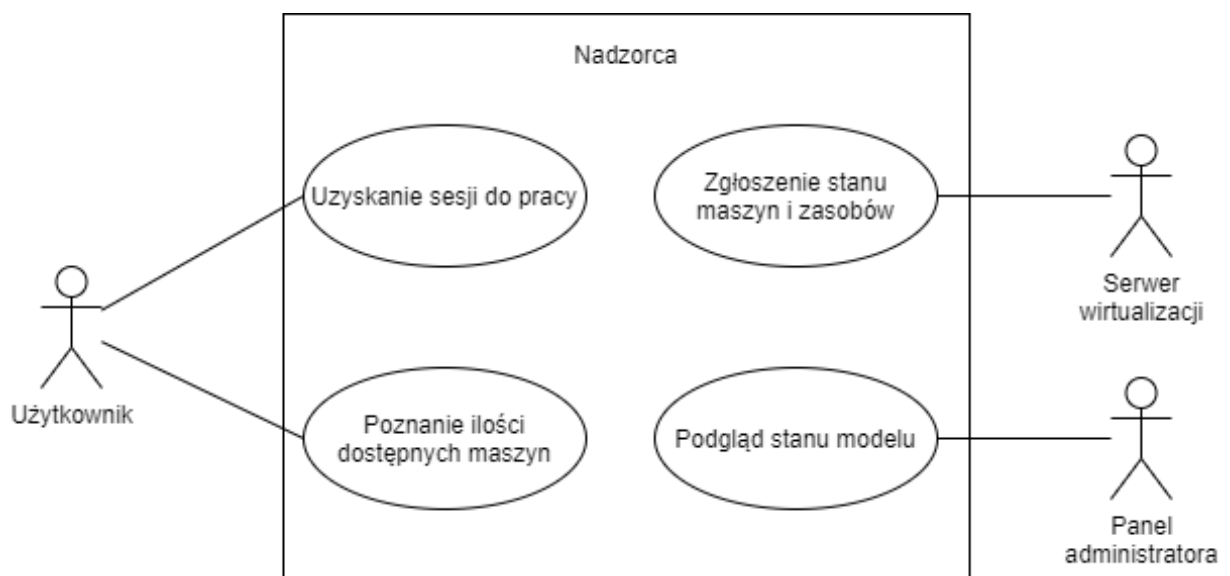 Nadzorca
Uzyskanie sesji do pracy
Zgłoszenie stanu
maszyn i zasobów
Serwer
wirtualizacji
Użytkownik
Poznanie ilości
dostępnych maszyn
Podgląd stanu modelu
Panel
administratora